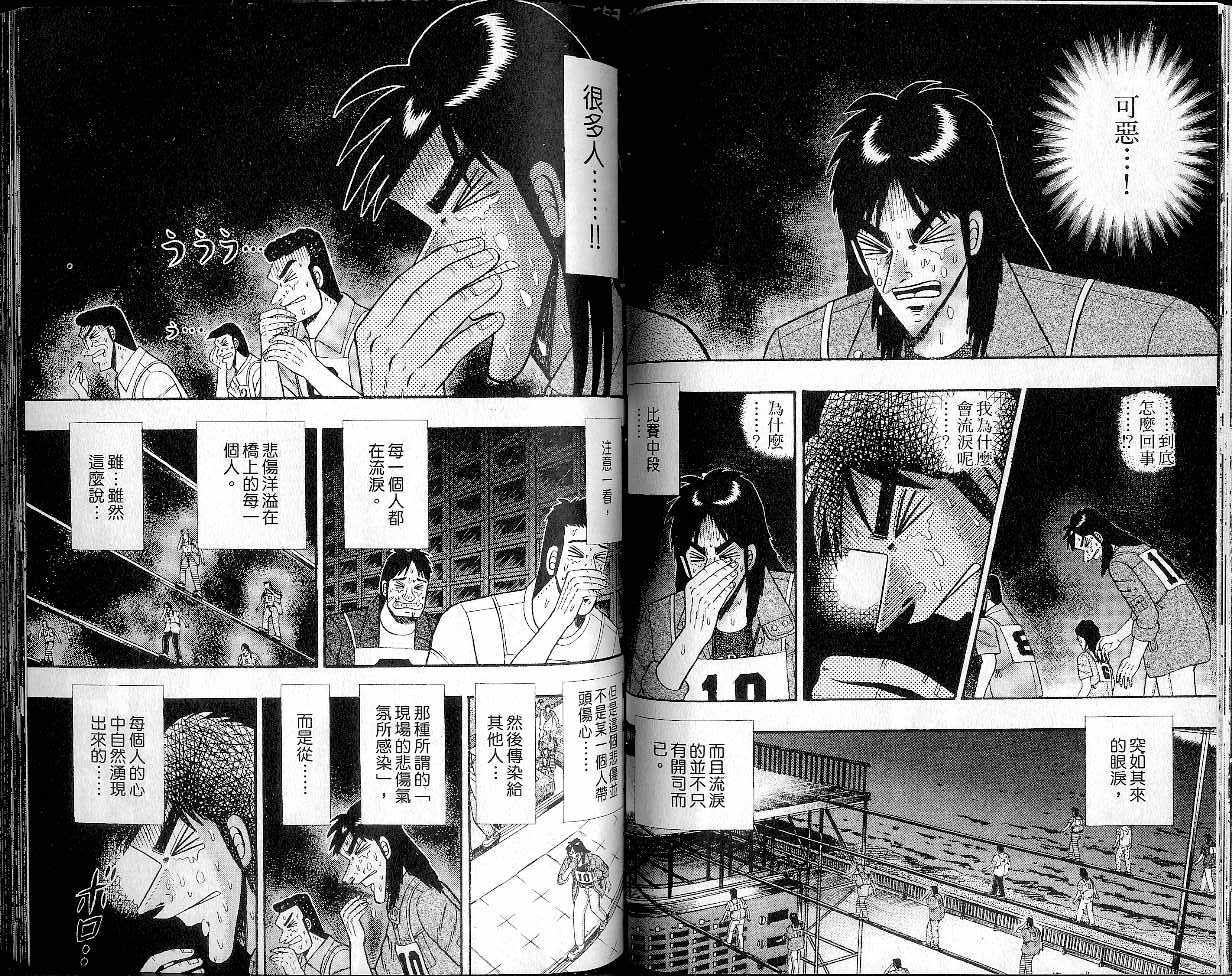 可惡⋯⋯!
⋯⋯到底
怎麼回事
⋯⋯!?
我為什麼
會流淚呢
⋯⋯?
為什麼
⋯⋯?
比賽中段
⋯⋯
1
8
6
10
突如其來
的眼淚，
而且流淚
的並不只
有開司而
已。
很多人⋯⋯!!
ううう⋯
う⋯
注意一看，
每一個人都
在流淚。
悲傷洋溢在
橋上的每一
個人。
雖⋯雖然
這麼說⋯
但是這個悲傷並
不是某一個人帶
頭傷心⋯⋯
然後傳染給
其他人⋯
10
那種所謂的「
現場的悲傷氣
氛所感染」，
而是從⋯⋯
10
每個人的心
中自然湧現
出來的⋯⋯
ボロ⋯